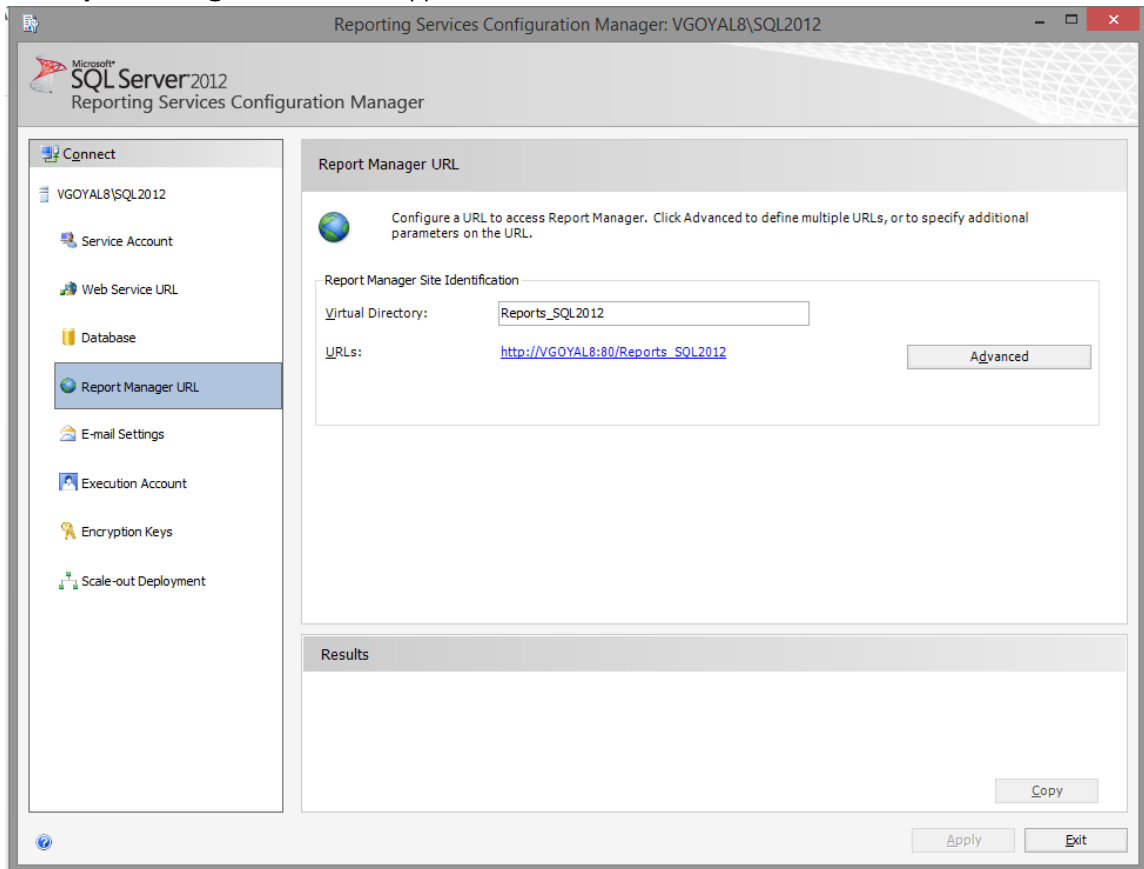 Reporting Services Configuration Manager: VGOYAL8\SQL2012
Microsoft®
SQL Server 2012
Reporting Services Configuration Manager
Connect
VGOYAL8\SQL2012
Service Account
Web Service URL
Database
Report Manager URL
E-mail Settings
Execution Account
Encryption Keys
Scale-out Deployment
Report Manager URL
Configure a URL to access Report Manager. Click Advanced to define multiple URLs, or to specify additional
parameters on the URL.
Report Manager Site Identification
Virtual Directory: Reports_SQL2012
URLs: http://VGOYAL8:80/Reports_SQL2012
Advanced
Results
Copy
Apply Exit